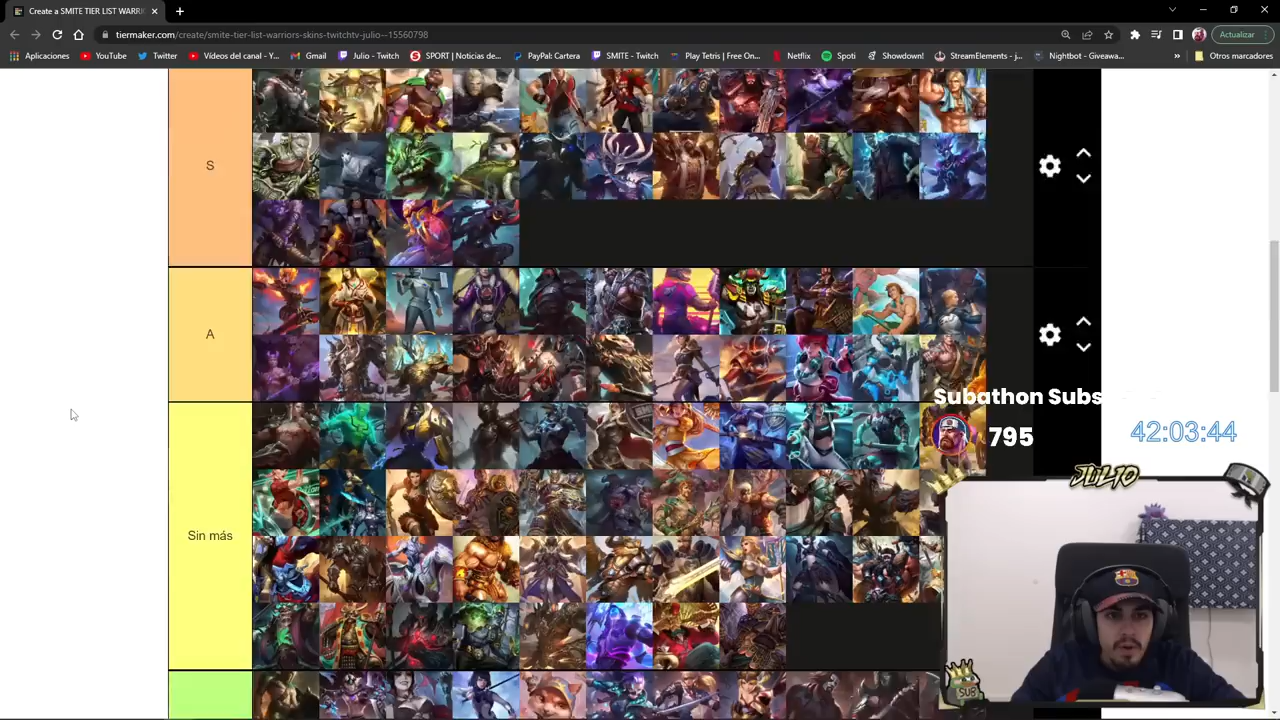 Create a SMITE TIER LIST WARRI
tiermaker.com/create/smite-tier-list-warriors-skins-twitchtv-julio--15560798
Actualizar
Aplicaciones
YouTube
Twitter
Vídeos del canal - Y...
Gmail
Julio - Twitch
SPORT | Noticias de...
PayPal Cartera
SMITE - Twitch
Play Tetris | Free On...
Netflix
Spoti
Showdown!
StreamElements - j...
Nightbot - Giveawa...
Otros marcadores
S
A
Subathon Subs
795
42:03:44
JULIO
Sin más
SUB